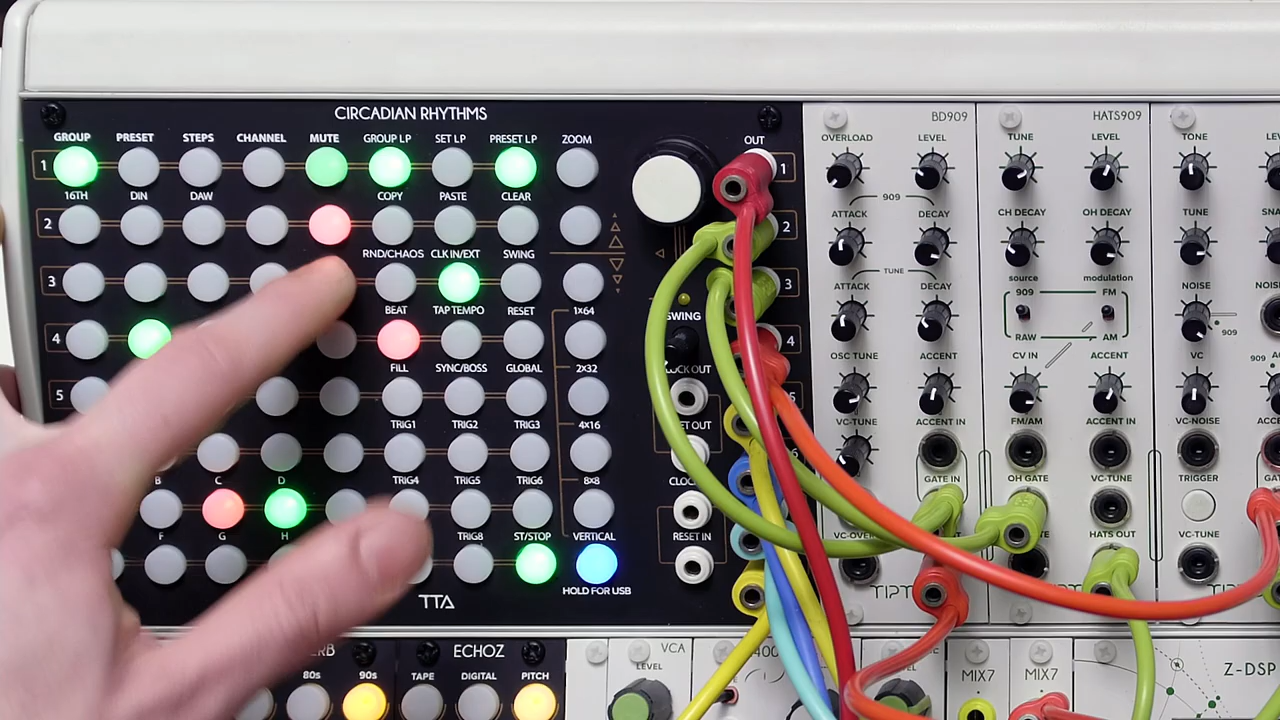 CIRCADIAN RHYTHMS
GROUP PRESET STEPS CHANNEL MUTE GROUP LP SET LP PRESET LP ZOOM OUT
1 1
16TH DIN DAW COPY PASTE CLEAR
2 2
RND/CHAOS CLK IN/EXT SWING
3 3
BEAT TAP TEMPO RESET 1X64 SWING
4 4
FILL SYNC/BOSS GLOBAL 2X32
5
TRIG1 TRIG2 TRIG3 4X16
B C D TRIG4 TRIG5 TRIG6 8X8
RESET IN
F G H TRIG8 ST/STOP VERTICAL
HOLD FOR USB
TTA
BD909
OVERLOAD LEVEL
909
ATTACK DECAY
TUNE
ATTACK DECAY
OSC TUNE ACCENT
VC-TUNE ACCENT IN
GATE IN
HATS909
TUNE LEVEL
CH DECAY OH DECAY
source modulation
909 FM
RAW AM
CV IN ACCENT
FM/AM ACCENT IN
OH GATE VC-TUNE
HATS OUT
TONE
TUNE
NOISE
909
VC
909
VC-NOISE
TRIGGER
VC-TUNE
80s 90s
ECHOZ
TAPE DIGITAL PITCH
VCA
LEVEL
MIX7
MIX7
Z-DSP